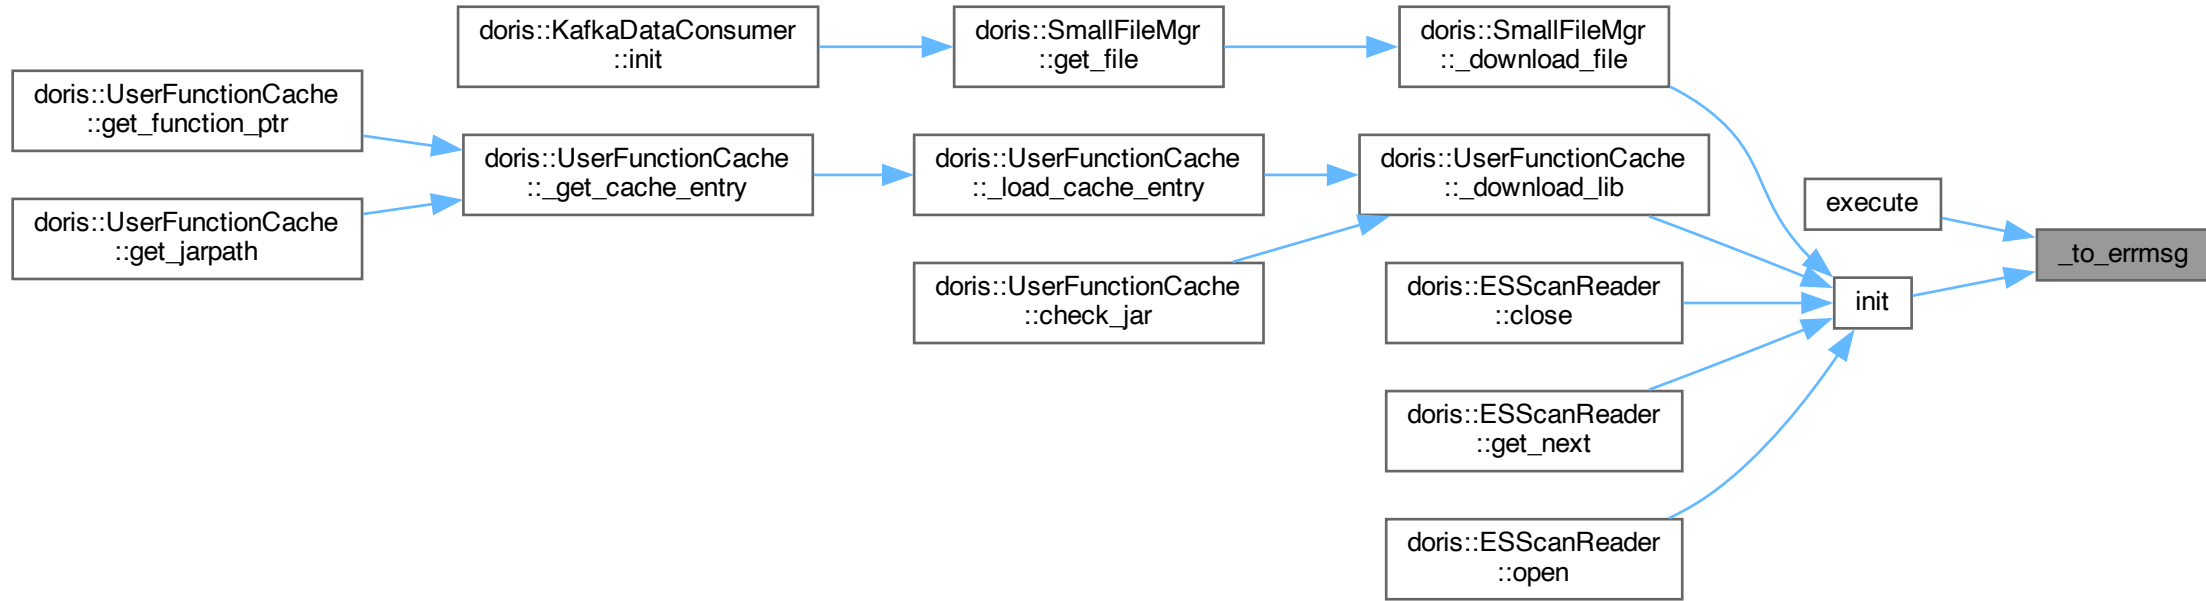 doris::KafkaDataConsumer
::init
doris::SmallFileMgr
::get_file
doris::SmallFileMgr
::_download_file
doris::UserFunctionCache
::get_function_ptr
doris::UserFunctionCache
::_get_cache_entry
doris::UserFunctionCache
::_load_cache_entry
doris::UserFunctionCache
::_download_lib
execute
doris::UserFunctionCache
::get_jarpath
_to_errmsg
doris::UserFunctionCache
::check_jar
doris::ESScanReader
::close
init
doris::ESScanReader
::get_next
doris::ESScanReader
::open